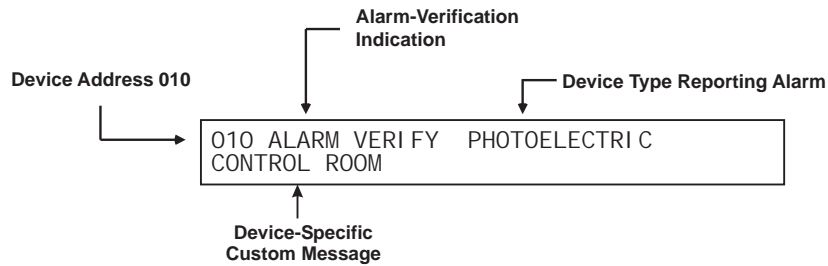 Alarm-Verification
Indication
Device Address 010
Device Type Reporting Alarm
010 ALARM VERIFY PHOTOELECTRIC
CONTROL ROOM
Device-Specific
Custom Message